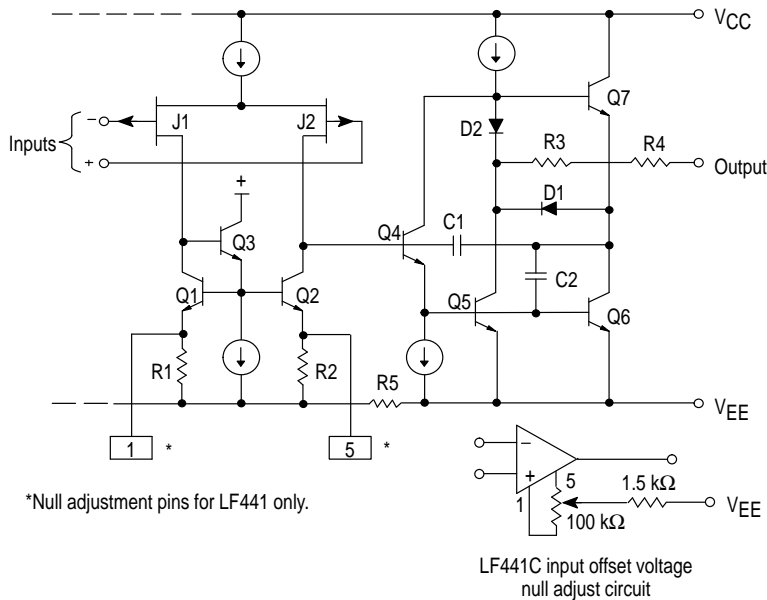 VCC
J1
J2
Q7
D2
R3
R4
Inputs
−
+
Output
+
D1
Q3
Q4
C1
Q1
Q2
Q5
C2
Q6
R1
R2
R5
VEE
1 *
5 *
*Null adjustment pins for LF441 only.
−
+
5
1
1.5 kΩ
100 kΩ
VEE
LF441C input offset voltage
null adjust circuit